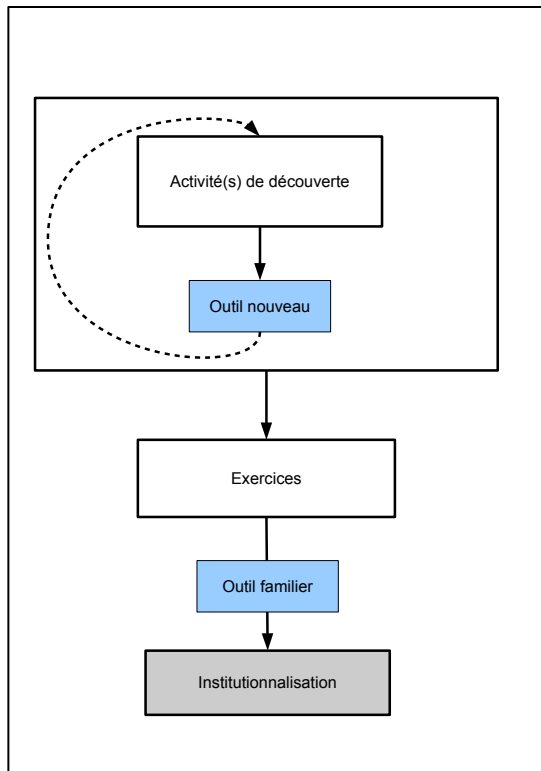 Activité(s) de découverte
Outil nouveau
Exercices
Outil familier
Institutionnalisation